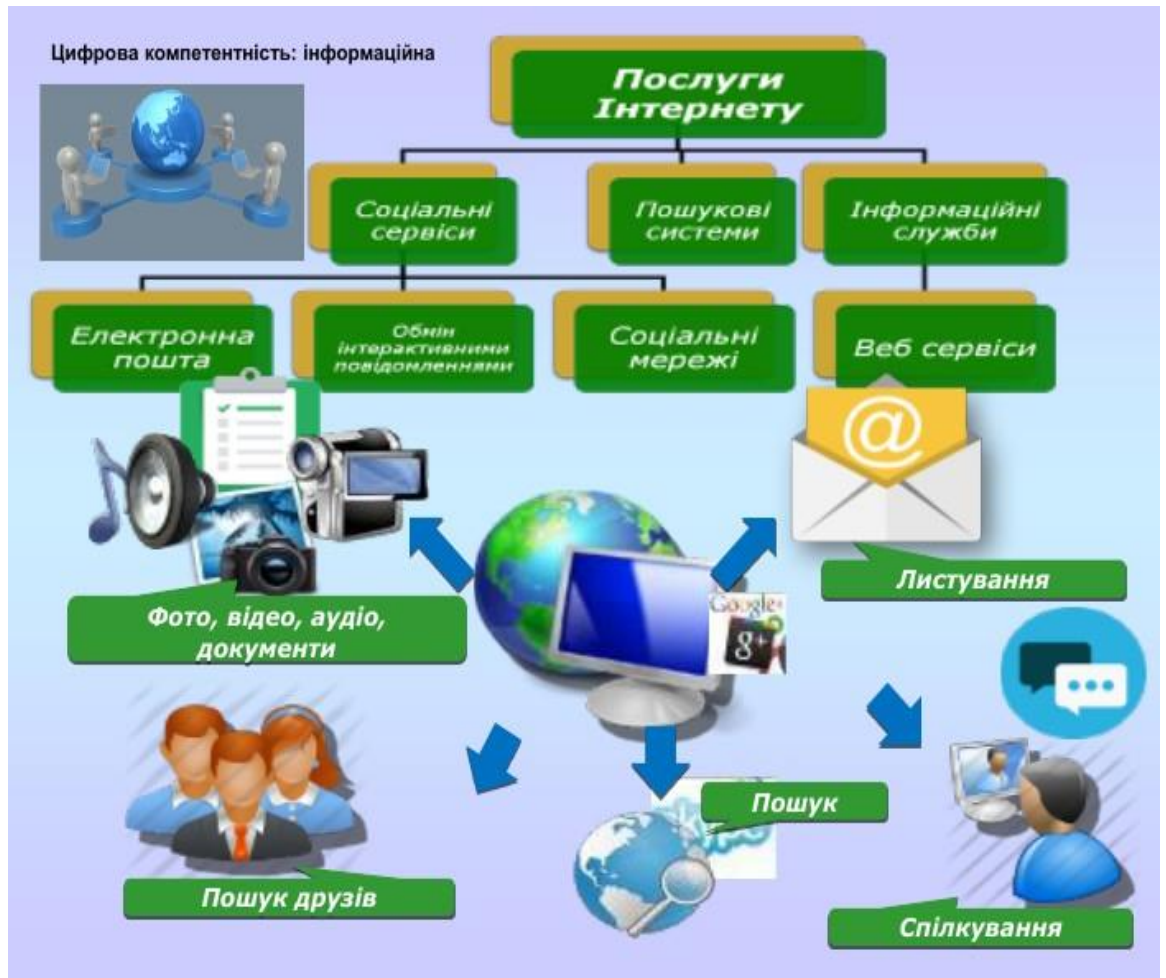 Цифрова компетентність: інформаційна
Послуги
Інтернету
Соціальні
сервіси
Пошукові
системи
Інформаційні
служби
Електронна
пошта
Обмін
інтерактивними
повідомленнями
Соціальні
мережі
Веб сервіси
@
Листування
Фото, відео, аудіо,
документи
Google+
g+
Пошук
Пошук друзів
Спілкування